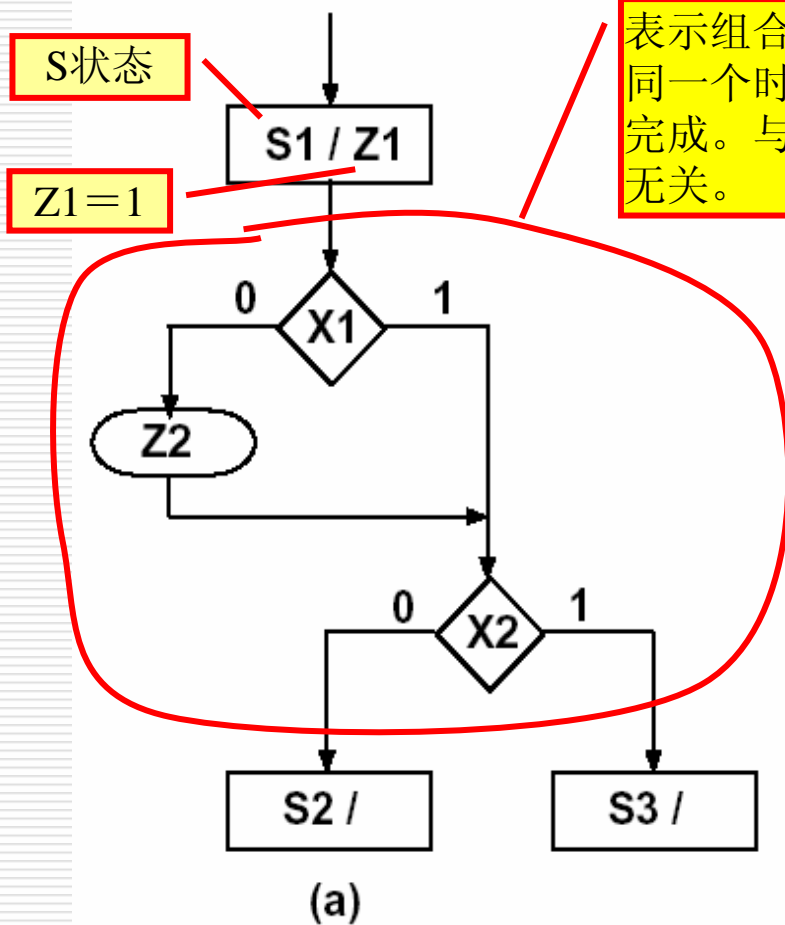 S状态
表示组合
同一个时
完成。与
无关。
S1 / Z1
Z1＝1
0
1
X1
Z2
0
1
X2
S2 /
S3 /
(a)